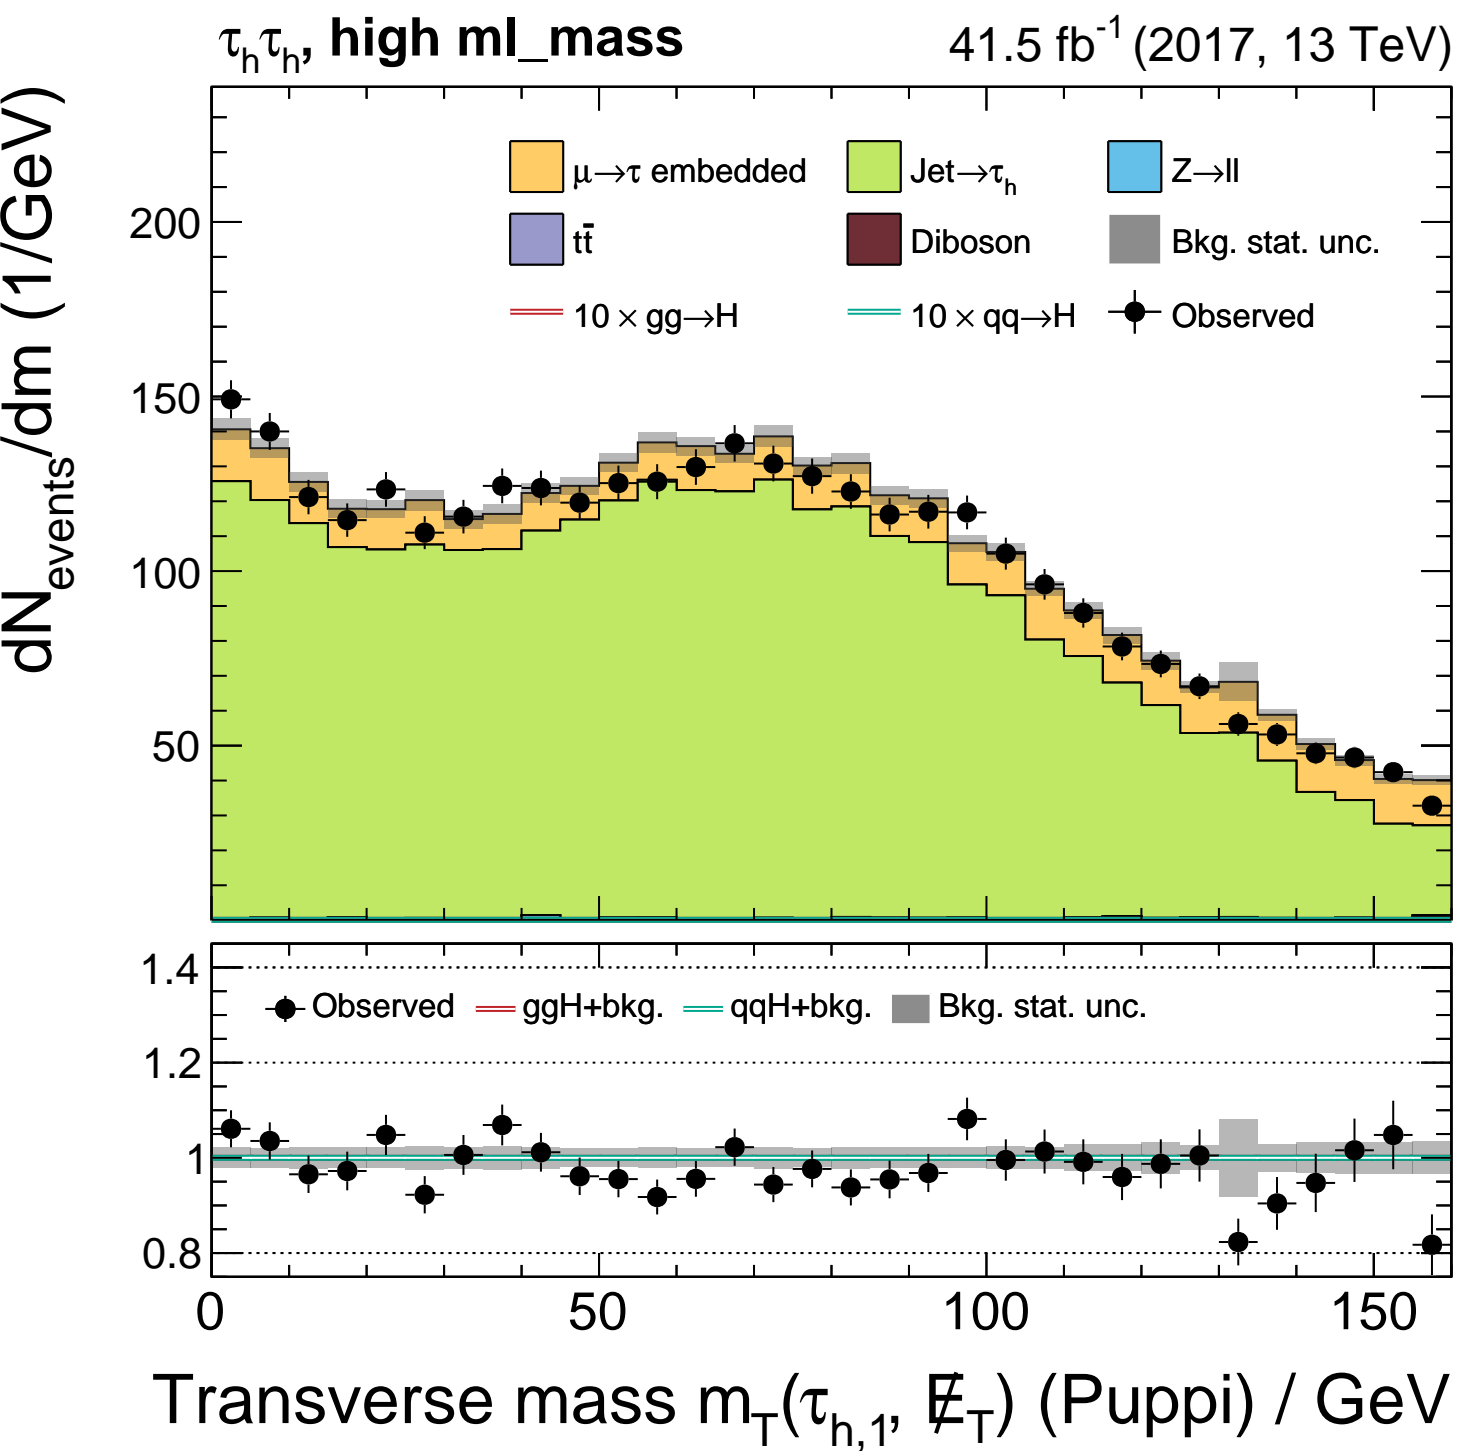 τhτh, high ml_mass 41.5 fb-1 (2017, 13 TeV)
dNevents/dm (1/GeV)
μ→τ embedded Jet→τh Z→ll
tt̄ Diboson Bkg. stat. unc.
10 × gg→H 10 × qq→H Observed
200
150
100
50
1.4
Observed ggH+bkg. qqH+bkg. Bkg. stat. unc.
1.2
1
0.8
0 50 100 150
Transverse mass mT(τh,1, E̸T) (Puppi) / GeV